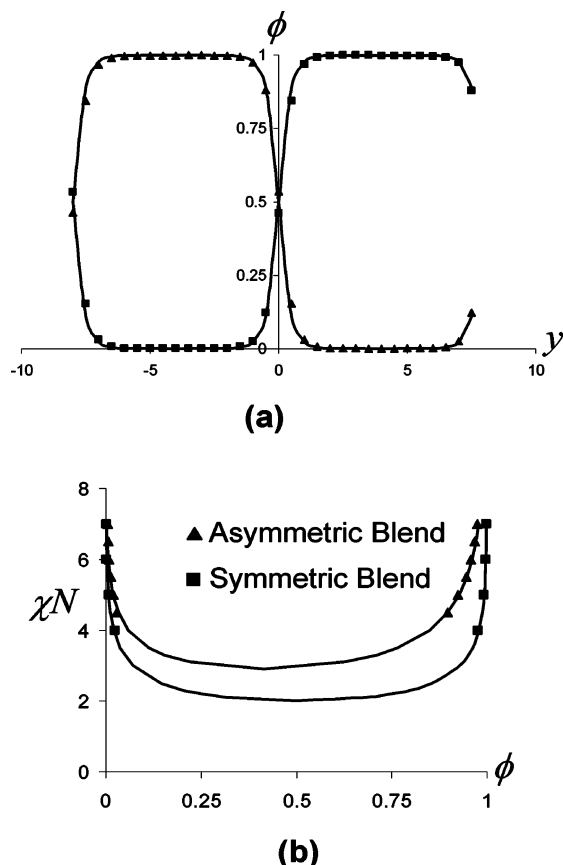 ϕ
1
0.75
0.5
0.25
0
-10 -5 0 5 10 y
(a)
8
▲ Asymmetric Blend
■ Symmetric Blend
6
χN
4
2
0
0 0.25 0.5 0.75 1 ϕ
(b)